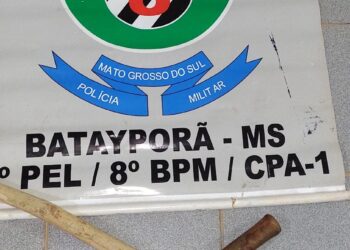 MATO GROSSO DO SUL
POLÍCIA MILITAR
BATAYPORÃ - MS
º PEL / 8º BPM / CPA-1